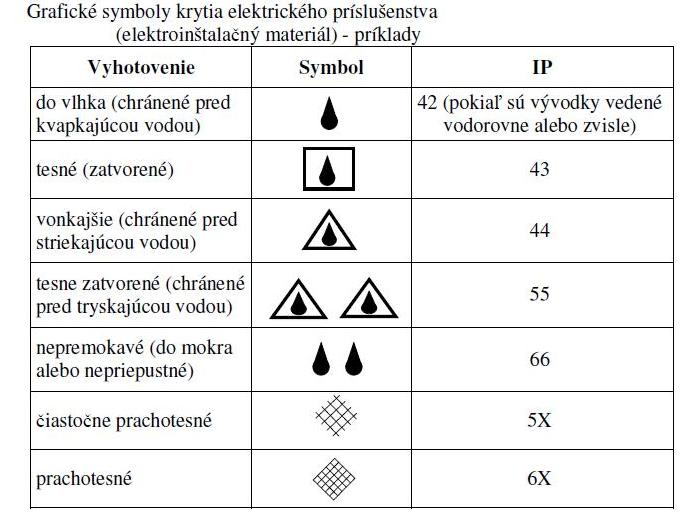 Grafické symboly krytia elektrického príslušenstva
(elektroinštalačný materiál) - príklady
Vyhotovenie Symbol IP
do vlhka (chránené pred
kvapkajúcou vodou)
42 (pokiaľ sú vývodky vedené
vodorovne alebo zvisle)
tesné (zatvorené)
43
vonkajšie (chránené pred
striekajúcou vodou)
44
tesne zatvorené (chránené
pred tryskajúcou vodou)
55
nepremokavé (do mokra
alebo nepriepustné)
66
čiastočne prachotesné
5X
prachotesné
6X